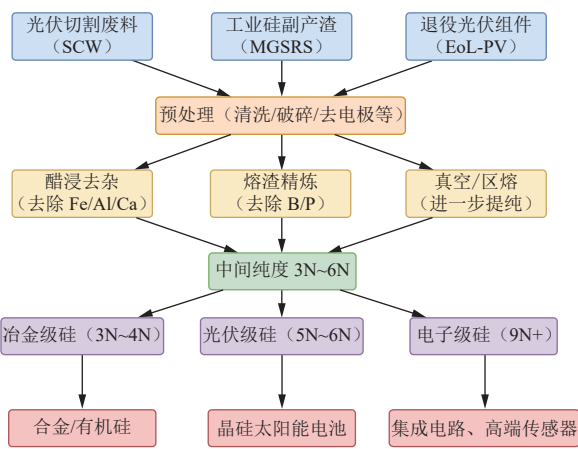 光伏切割废料
（SCW）
工业硅副产渣
（MGSRS）
退役光伏组件
（EoL-PV）
预处理（清洗/破碎/去电极等）
醋浸去杂
（去除 Fe/Al/Ca）
熔渣精炼
（去除 B/P）
真空/区熔
（进一步提纯）
中间纯度 3N~6N
冶金级硅（3N~4N）
光伏级硅（5N~6N）
电子级硅（9N+）
合金/有机硅
晶硅太阳能电池
集成电路、高端传感器